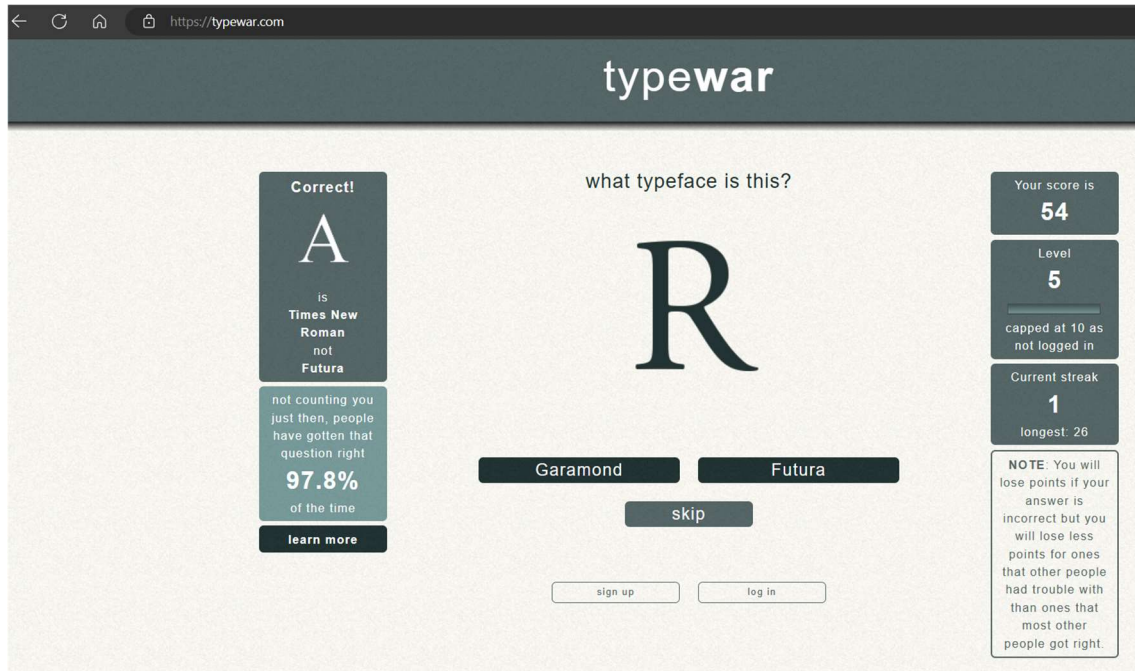 https://typewar.com
typewar
Correct!
A
is
Times New
Roman
not
Futura
not counting you
just then, people
have gotten that
question right
97.8%
of the time
learn more
what typeface is this?
R
Garamond
Futura
skip
sign up
log in
Your score is
54
Level
5
capped at 10 as
not logged in
Current streak
1
longest: 26
NOTE: You will
lose points if your
answer is
incorrect but you
will lose less
points for ones
that other people
had trouble with
than ones that
most other
people got right.